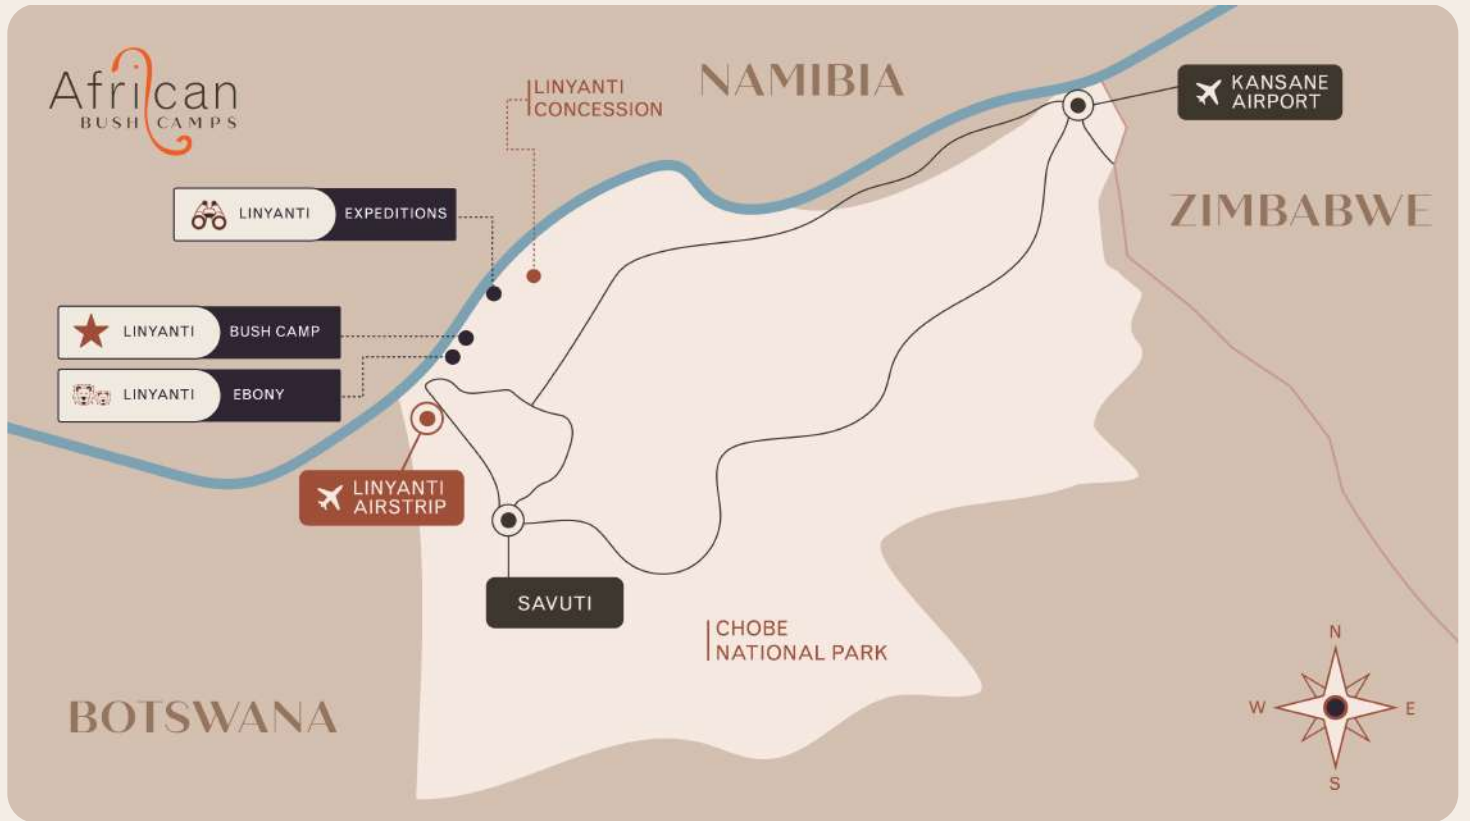 African
BUSH CAMPS
LINYANTI
CONCESSION
NAMIBIA
KANSANE
AIRPORT
ZIMBABWE
LINYANTI EXPEDITIONS
LINYANTI BUSH CAMP
LINYANTI EBONY
LINYANTI
AIRSTRIP
SAVUTI
CHOBE
NATIONAL PARK
BOTSWANA
N
W E
S